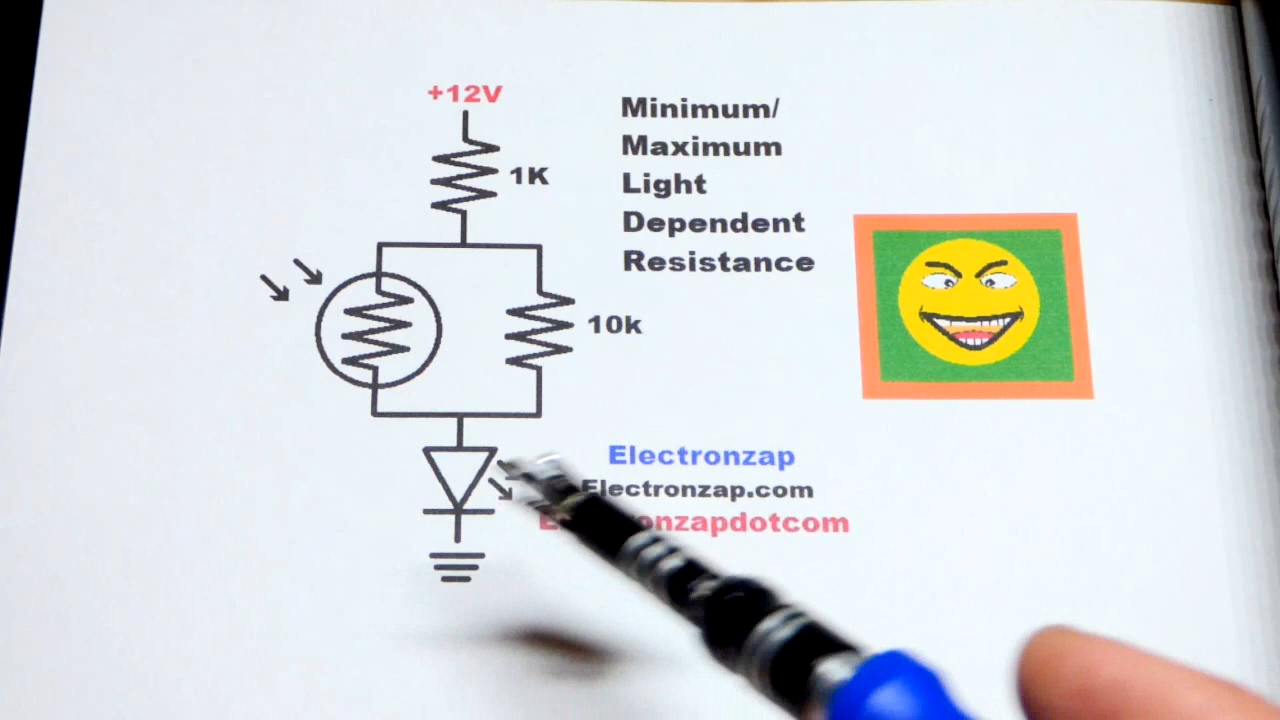 +12V
1K
Minimum/
Maximum
Light
Dependent
Resistance
10k
Electronzap
Electronzap.com